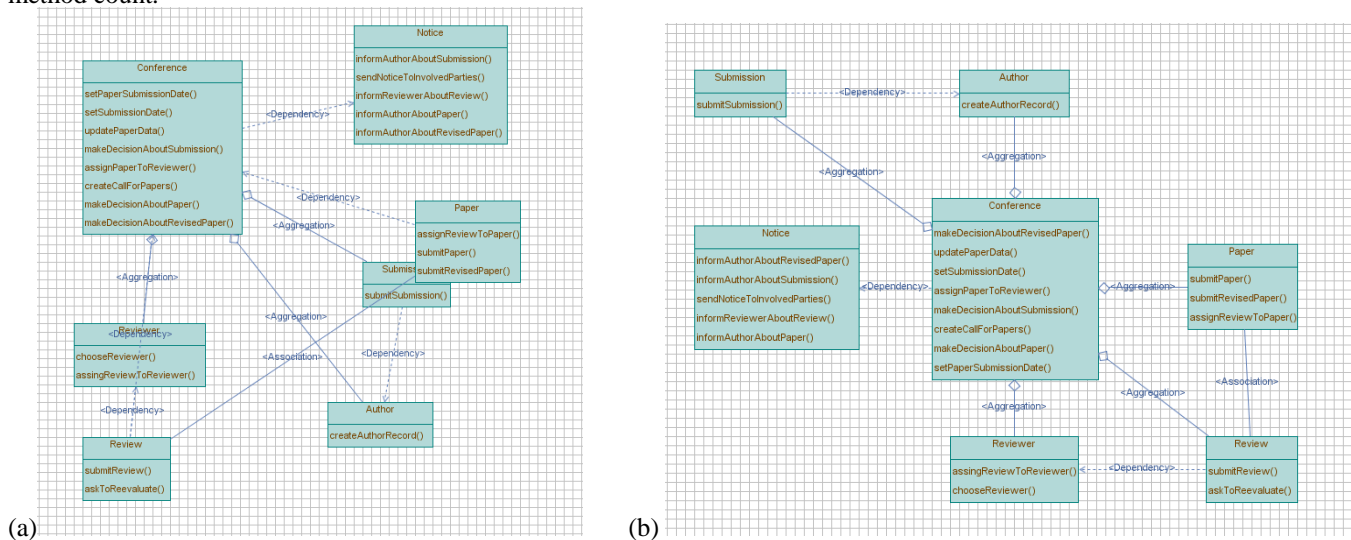 method count.
Conference
setPaperSubmissionDate()
setSubmissionDate()
updatePaperData()
makeDecisionAboutSubmission()
assignPaperToReviewer()
createCallForPapers()
makeDecisionAboutPaper()
makeDecisionAboutRevisedPaper()
Notice
informAuthorAboutSubmission()
sendNoticeToInvolvedParties()
informReviewerAboutReview()
informAuthorAboutPaper()
informAuthorAboutRevisedPaper()
<Dependency>
<Dependency>
Paper
assignReviewToPaper()
submitPaper()
submitRevisedPaper()
<Aggregation>
Submiss
submitSubmission()
<Aggregation>
<Aggregation>
Reviewer
<Dependency>
chooseReviewer()
assingReviewToReviewer()
<Association>
<Dependency>
<Dependency>
Author
createAuthorRecord()
Review
submitReview()
askToReevaluate()
(a)
Submission
submitSubmission()
<Dependency>
Author
createAuthorRecord()
<Aggregation>
<Aggregation>
Conference
makeDecisionAboutRevisedPaper()
updatePaperData()
setSubmissionDate()
assignPaperToReviewer()
makeDecisionAboutSubmission()
createCallForPapers()
makeDecisionAboutPaper()
setPaperSubmissionDate()
Notice
informAuthorAboutRevisedPaper()
informAuthorAboutSubmission()
sendNoticeToInvolvedParties()
informReviewerAboutReview()
informAuthorAboutPaper()
<Dependency>
<Aggregation>
Paper
submitPaper()
submitRevisedPaper()
assignReviewToPaper()
<Association>
<Aggregation>
<Aggregation>
Reviewer
assingReviewToReviewer()
chooseReviewer()
<Dependency>
Review
submitReview()
askToReevaluate()
(b)